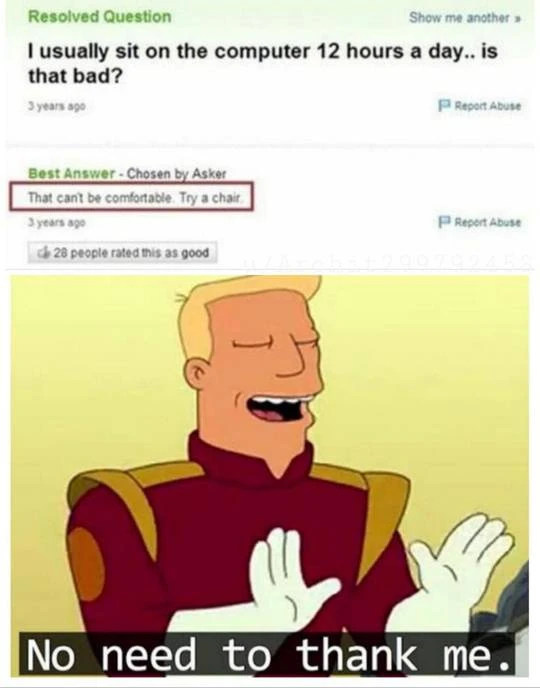 Resolved Question
Show me another »
I usually sit on the computer 12 hours a day.. is
that bad?
3 years ago
Report Abuse
Best Answer - Chosen by Asker
That can't be comfortable. Try a chair.
3 years ago
Report Abuse
28 people rated this as good
No need to thank me.